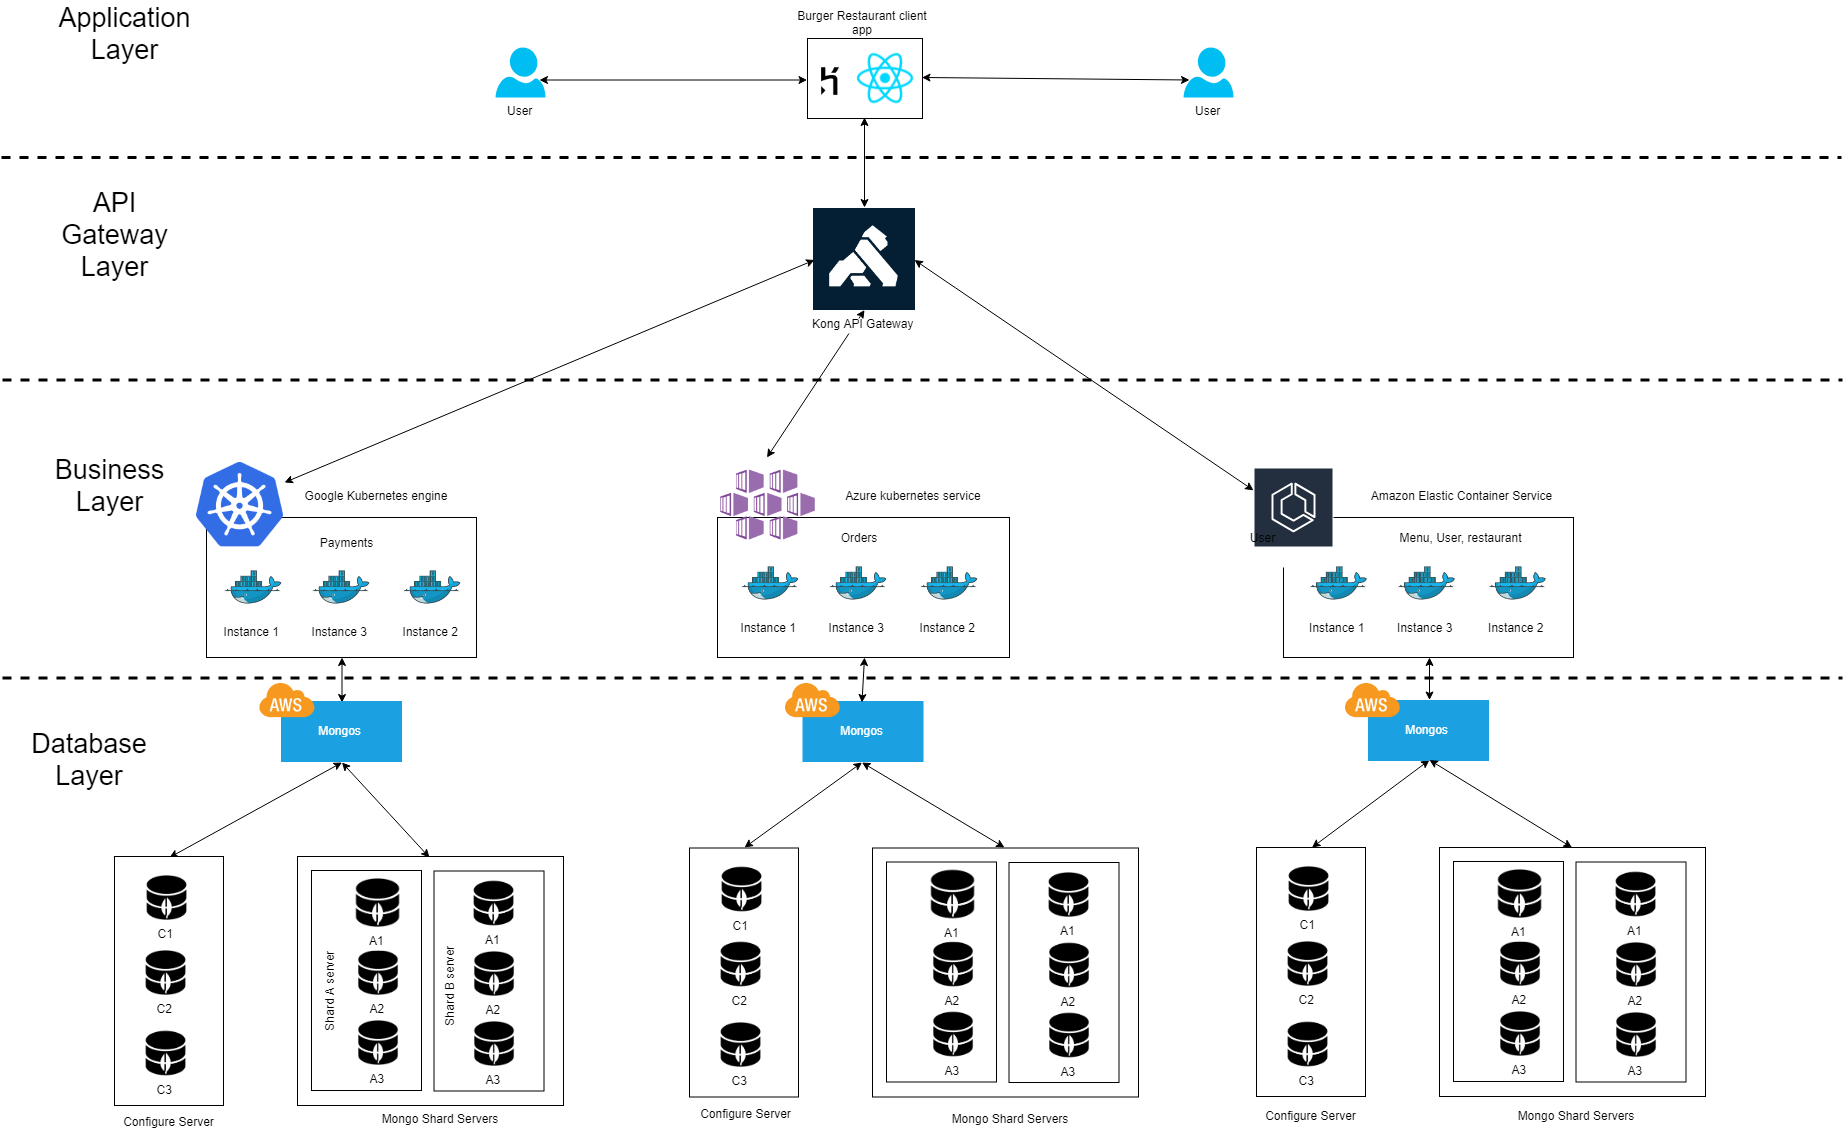 Application
Layer
Burger Restaurant client
app
User
User
API
Gateway
Layer
Kong API Gateway
Business
Layer
Google Kubernetes engine
Payments
Instance 1
Instance 3
Instance 2
Azure kubernetes service
Orders
Instance 1
Instance 3
Instance 2
Amazon Elastic Container Service
User
Menu, User, restaurant
Instance 1
Instance 3
Instance 2
Database
Layer
AWS
Mongos
AWS
Mongos
AWS
Mongos
C1
C2
C3
Configure Server
Shard A server
A1
A2
A3
Shard B server
A1
A2
A3
Mongo Shard Servers
C1
C2
C3
Configure Server
A1
A2
A3
A1
A2
A3
Mongo Shard Servers
C1
C2
C3
Configure Server
A1
A2
A3
A1
A2
A3
Mongo Shard Servers